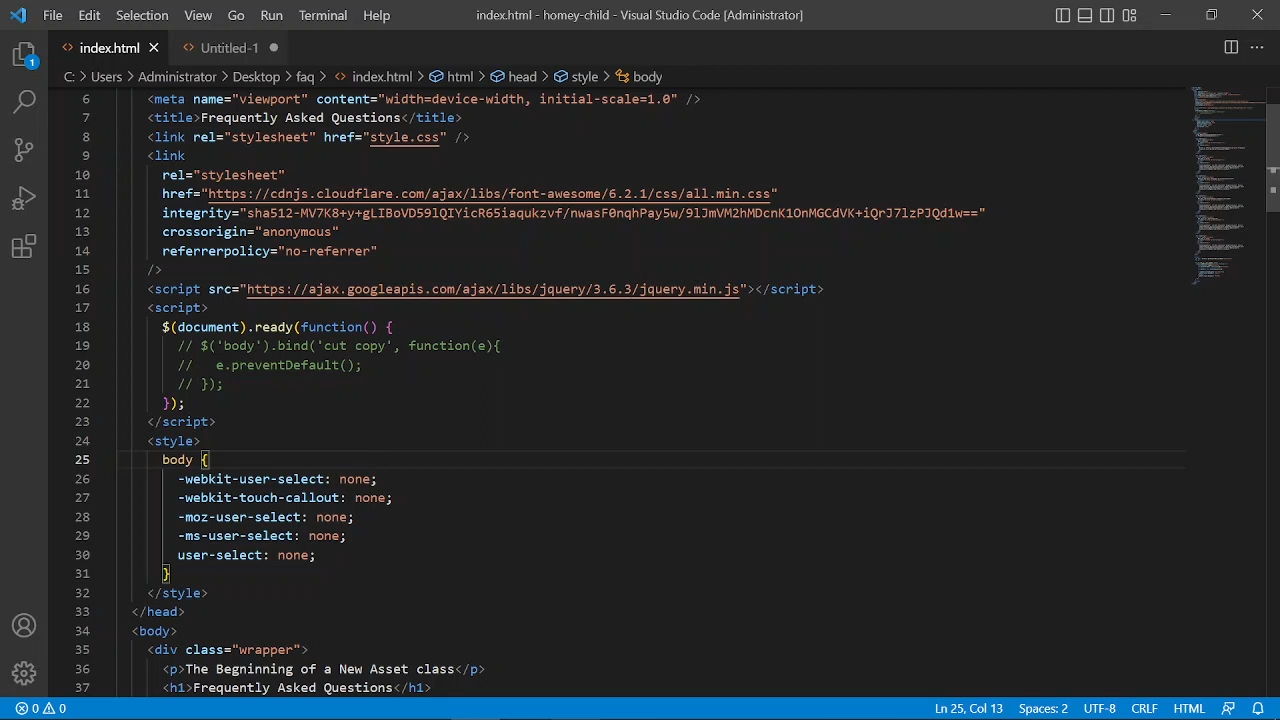 File Edit Selection View Go Run Terminal Help index.html - homey-child - Visual Studio Code [Administrator]
index.html Untitled-1
1
C: > Users > Administrator > Desktop > faq > index.html > html > head > style > body
6 <meta name="viewport" content="width=device-width, initial-scale=1.0" />
7 <title>Frequently Asked Questions</title>
8 <link rel="stylesheet" href="style.css" />
9 <link
10 rel="stylesheet"
11 href="https://cdnjs.cloudflare.com/ajax/libs/font-awesome/6.2.1/css/all.min.css"
12 integrity="sha512-MV7K8+y+gLIBoVD59lQIYicR65iaqukzvf/nwasF0nqhPay5w/9lJmVM2hMDcnK1OnMGCdVK+iQrJ7lzPJQd1w=="
13 crossorigin="anonymous"
14 referrerpolicy="no-referrer"
15 />
16 <script src="https://ajax.googleapis.com/ajax/libs/jquery/3.6.3/jquery.min.js"></script>
17 <script>
18 $(document).ready(function() {
19 // $('body').bind('cut copy', function(e){
20 // e.preventDefault();
21 // });
22 });
23 </script>
24 <style>
25 body {
26 -webkit-user-select: none;
27 -webkit-touch-callout: none;
28 -moz-user-select: none;
29 -ms-user-select: none;
30 user-select: none;
31 }
32 </style>
33 </head>
34 <body>
35 <div class="wrapper">
36 <p>The Begninning of a New Asset class</p>
37 <h1>Frequently Asked Questions</h1>
0 0 Ln 25, Col 13 Spaces: 2 UTF-8 CRLF HTML